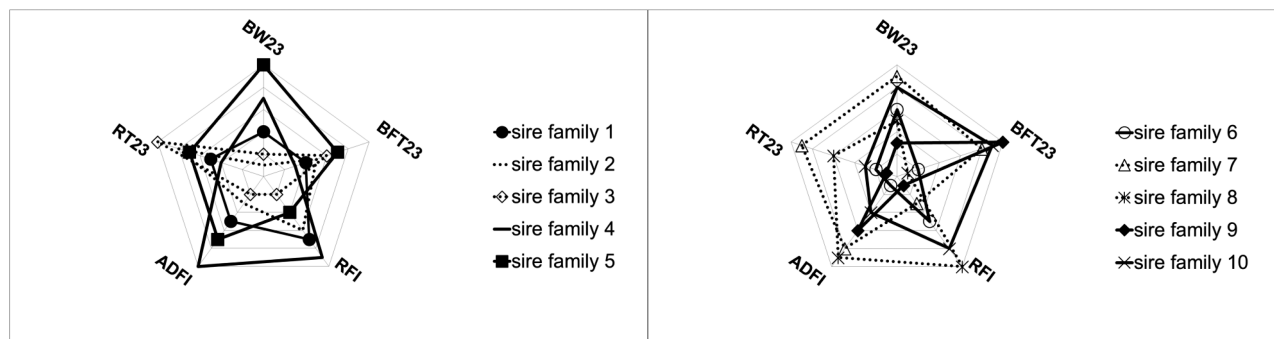 BW23
BFT23
RFI
ADFI
RT23
sire family 1
sire family 2
sire family 3
sire family 4
sire family 5
BW23
BFT23
RFI
ADFI
RT23
sire family 6
sire family 7
sire family 8
sire family 9
sire family 10